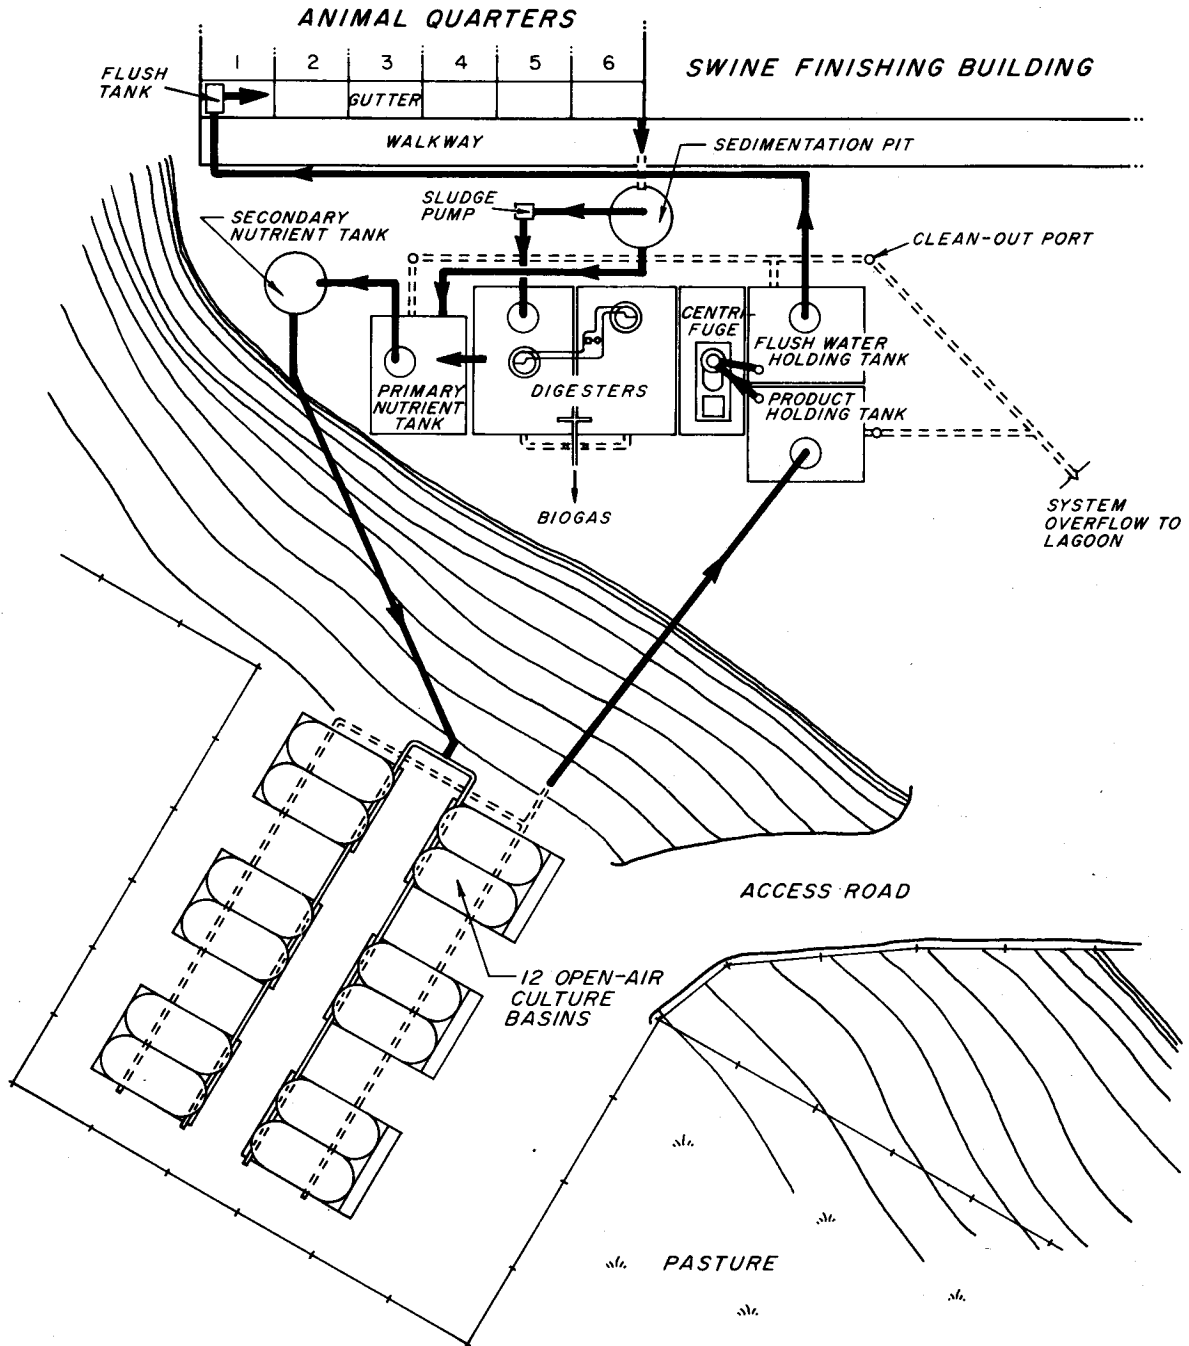 ANIMAL QUARTERS
1 2 3 4 5 6
SWINE FINISHING BUILDING
FLUSH
TANK
GUTTER
WALKWAY
SEDIMENTATION PIT
SLUDGE
PUMP
SECONDARY
NUTRIENT TANK
CLEAN-OUT PORT
CENTRI-
FUGE
FLUSH WATER
HOLDING TANK
PRIMARY
NUTRIENT
TANK
DIGESTERS
PRODUCT
HOLDING TANK
BIOGAS
SYSTEM
OVERFLOW TO
LAGOON
ACCESS ROAD
12 OPEN-AIR
CULTURE
BASINS
PASTURE